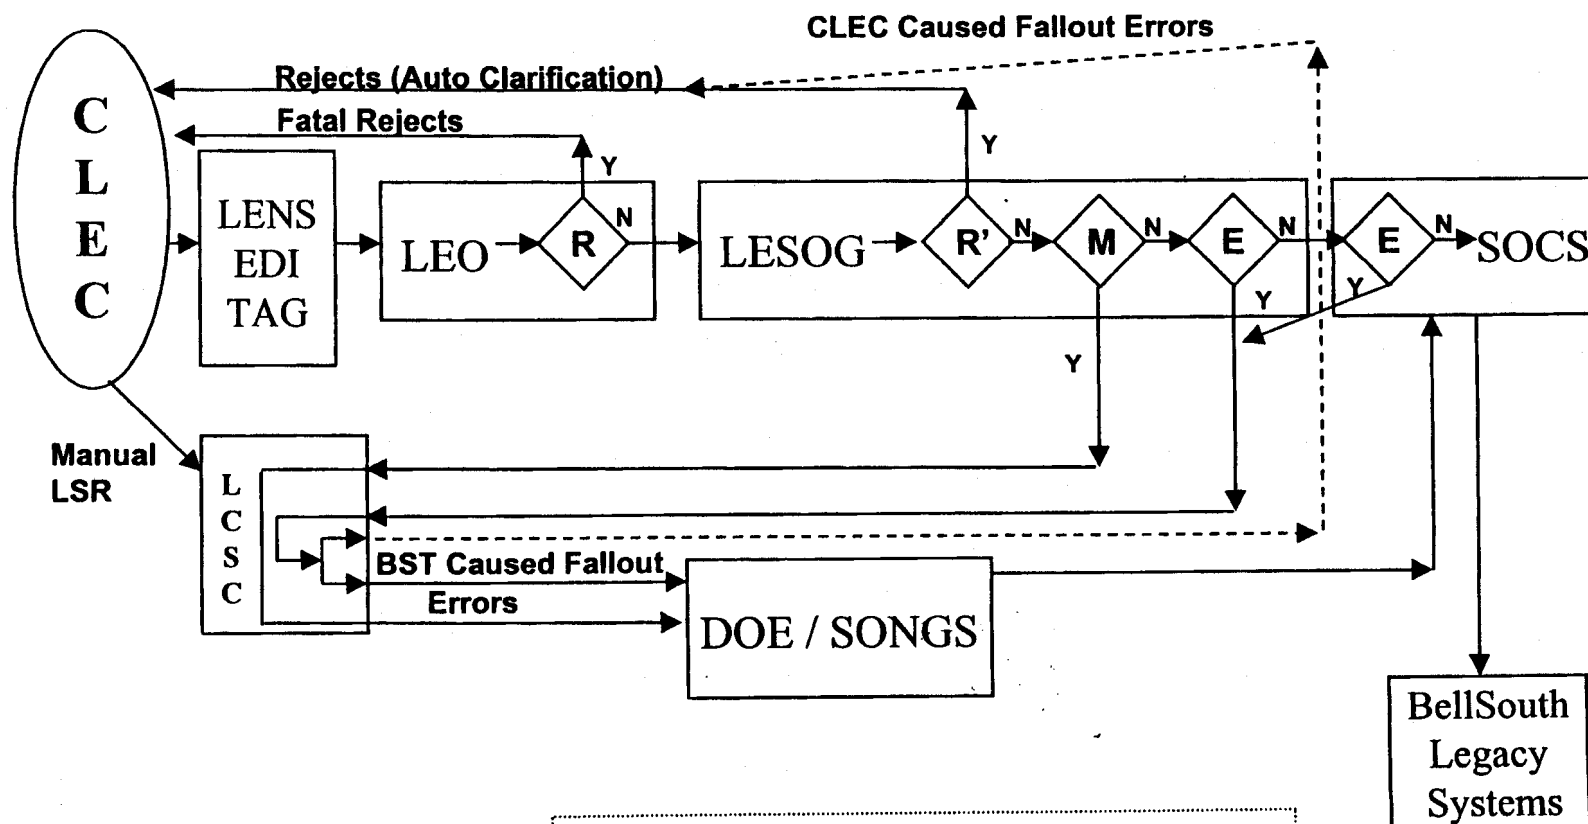 CLEC Caused Fallout Errors
Rejects (Auto Clarification)
Fatal Rejects
C
L
E
C
LENS
EDI
TAG
LEO
R
Y
N
LESOG
R'
Y
N
M
N
Y
E
N
Y
E
N
Y
SOCS
Manual
LSR
L
C
S
C
BST Caused Fallout
Errors
DOE / SONGS
BellSouth
Legacy
Systems